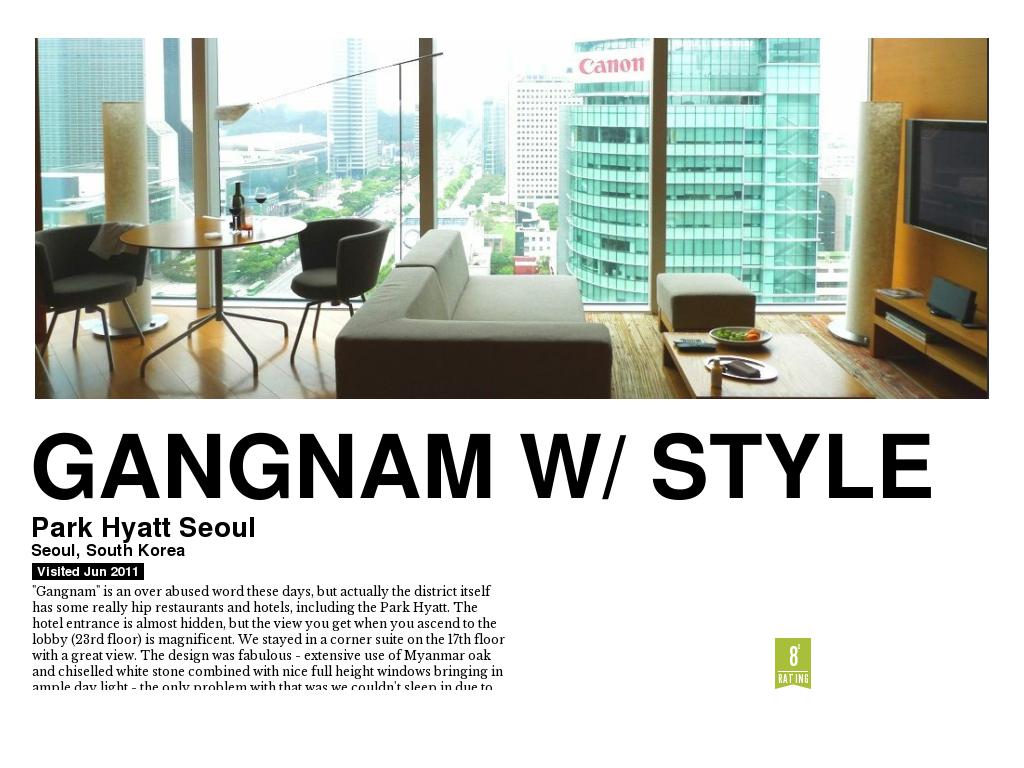 Canon
GANGNAM W/ STYLE
Park Hyatt Seoul
Seoul, South Korea
Visited Jun 2011
"Gangnam" is an over abused word these days, but actually the district itself
has some really hip restaurants and hotels, including the Park Hyatt. The
hotel entrance is almost hidden, but the view you get when you ascend to the
lobby (23rd floor) is magnificent. We stayed in a corner suite on the 17th floor
with a great view. The design was fabulous - extensive use of Myanmar oak
and chiselled white stone combined with nice full height windows bringing in
ample day light - the only problem with that was we couldn't sleep in due to
8
RATING